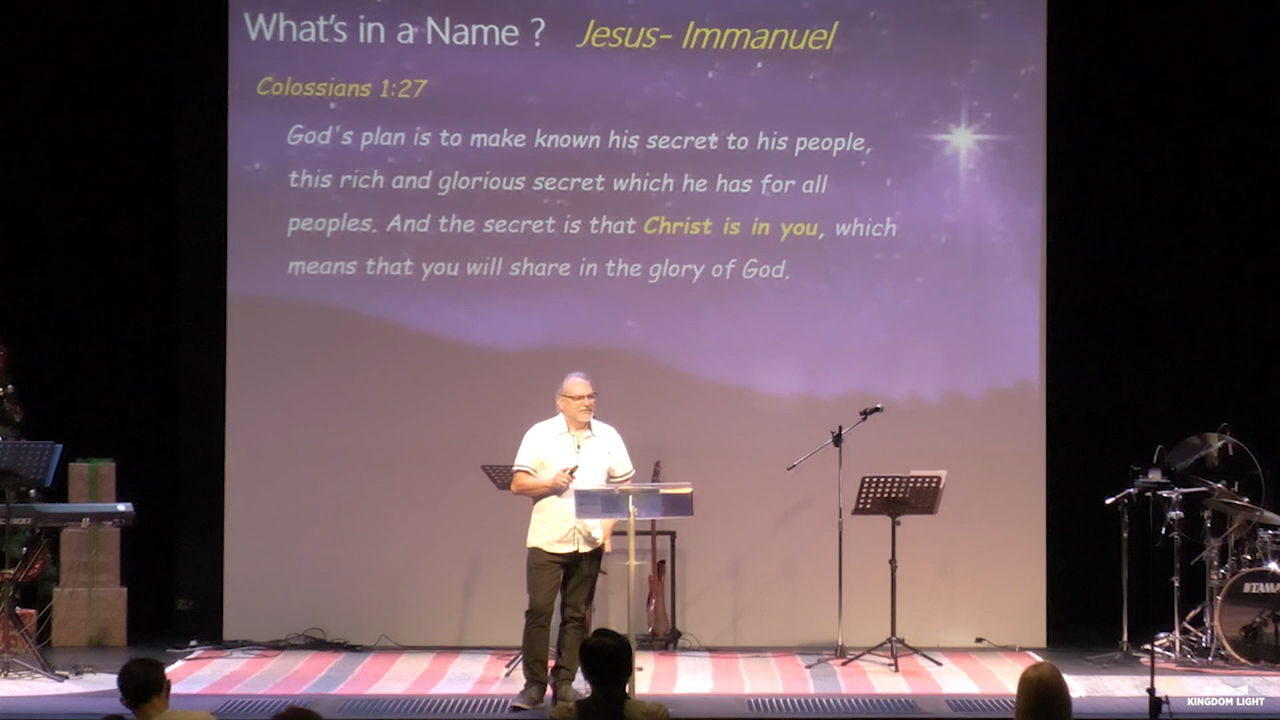 What's in a Name ? Jesus- Immanuel
Colossians 1:27
God's plan is to make known his secret to his people,
this rich and glorious secret which he has for all
peoples. And the secret is that Christ is in you, which
means that you will share in the glory of God.
TAMA
KINGDOM LIGHT